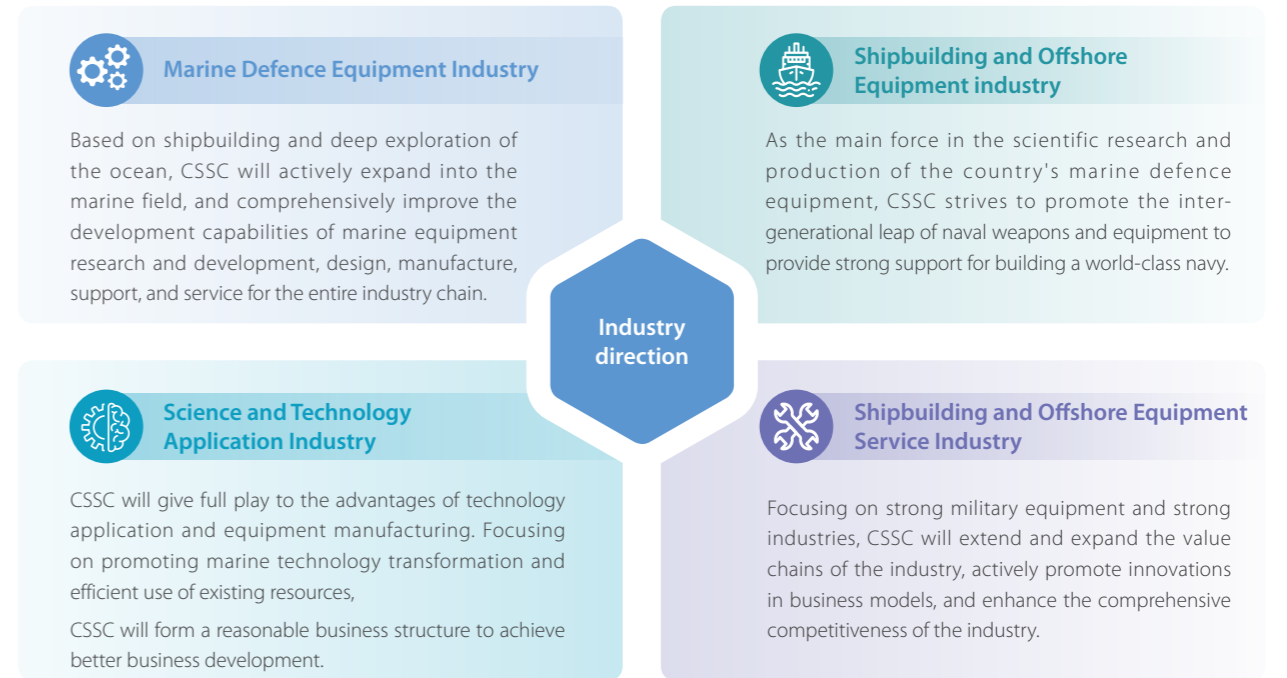 Marine Defence Equipment Industry
Based on shipbuilding and deep exploration of
the ocean, CSSC will actively expand into the
marine field, and comprehensively improve the
development capabilities of marine equipment
research and development, design, manufacture,
support, and service for the entire industry chain.
Shipbuilding and Offshore
Equipment industry
As the main force in the scientific research and
production of the country's marine defence
equipment, CSSC strives to promote the inter-
generational leap of naval weapons and equipment to
provide strong support for building a world-class navy.
Industry
direction
Science and Technology
Application Industry
CSSC will give full play to the advantages of technology
application and equipment manufacturing. Focusing
on promoting marine technology transformation and
efficient use of existing resources,
CSSC will form a reasonable business structure to achieve
better business development.
Shipbuilding and Offshore Equipment
Service Industry
Focusing on strong military equipment and strong
industries, CSSC will extend and expand the value
chains of the industry, actively promote innovations
in business models, and enhance the comprehensive
competitiveness of the industry.